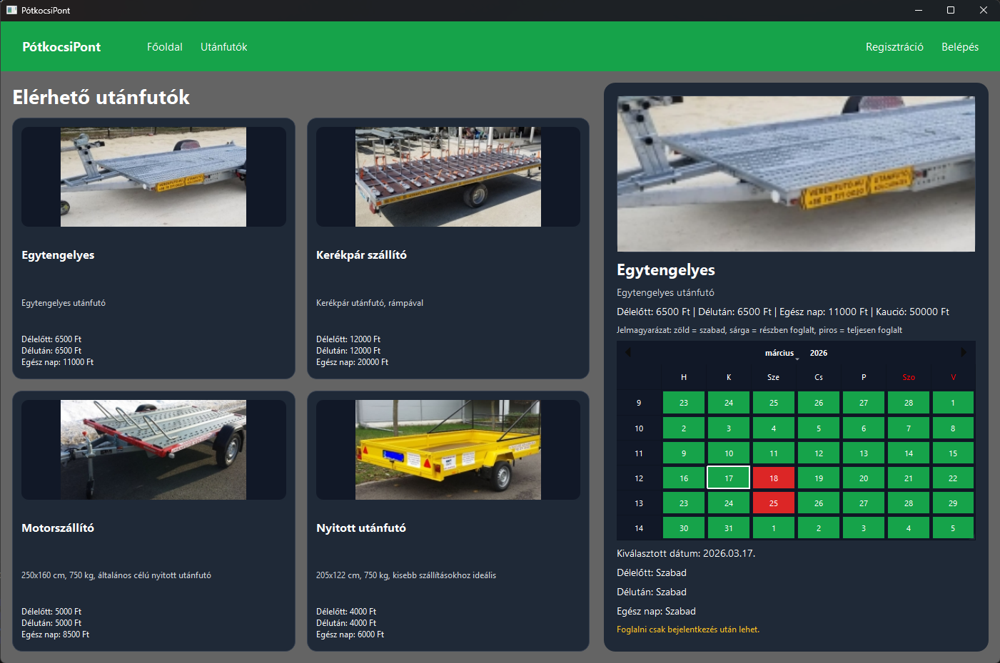 PótkocsiPont
PótkocsiPont Főoldal Utánfutók Regisztráció Belépés
Elérhető utánfutók
Egytengelyes
Egytengelyes utánfutó
Délelőtt: 6500 Ft
Délután: 6500 Ft
Egész nap: 11000 Ft
Kerékpár szállító
Kerékpár utánfutó, rámpával
Délelőtt: 12000 Ft
Délután: 12000 Ft
Egész nap: 20000 Ft
Motorszállító
250x160 cm, 750 kg, általános célú nyitott utánfutó
Délelőtt: 5000 Ft
Délután: 5000 Ft
Egész nap: 8500 Ft
Nyitott utánfutó
205x122 cm, 750 kg, kisebb szállításokhoz ideális
Délelőtt: 4000 Ft
Délután: 4000 Ft
Egész nap: 6000 Ft
Egytengelyes
Egytengelyes utánfutó
Délelőtt: 6500 Ft | Délután: 6500 Ft | Egész nap: 11000 Ft | Kaució: 50000 Ft
Jelmagyarázat: zöld = szabad, sárga = részben foglalt, piros = teljesen foglalt
március 2026
H K Sze Cs P Szo V
9 23 24 25 26 27 28 1
10 2 3 4 5 6 7 8
11 9 10 11 12 13 14 15
12 16 17 18 19 20 21 22
13 23 24 25 26 27 28 29
14 30 31 1 2 3 4 5
Kiválasztott dátum: 2026.03.17.
Délelőtt: Szabad
Délután: Szabad
Egész nap: Szabad
Foglalni csak bejelentkezés után lehet.